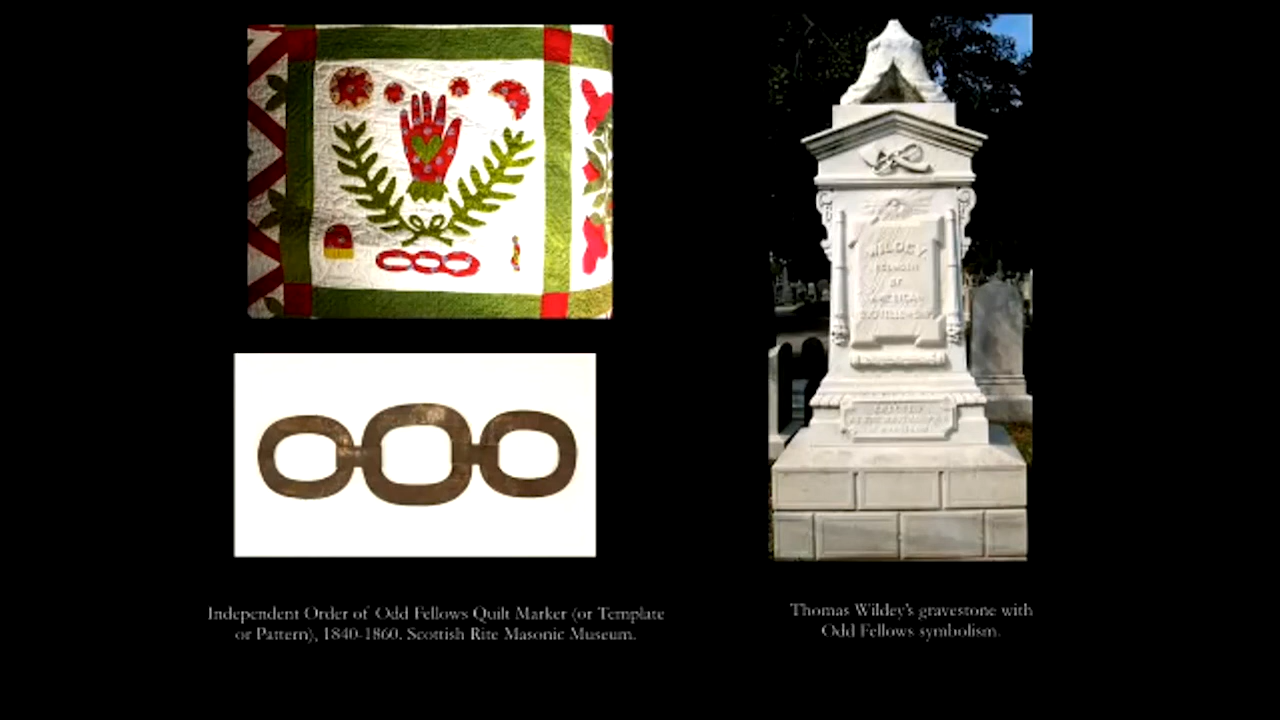 WILDEY
FOUNDER
OF
AMERICAN
ODD FELLOWSHIP
Independent Order of Odd Fellows Quilt Marker (or Template
or Pattern), 1840-1860. Scottish Rite Masonic Museum.
Thomas Wildey's gravestone with
Odd Fellows symbolism.